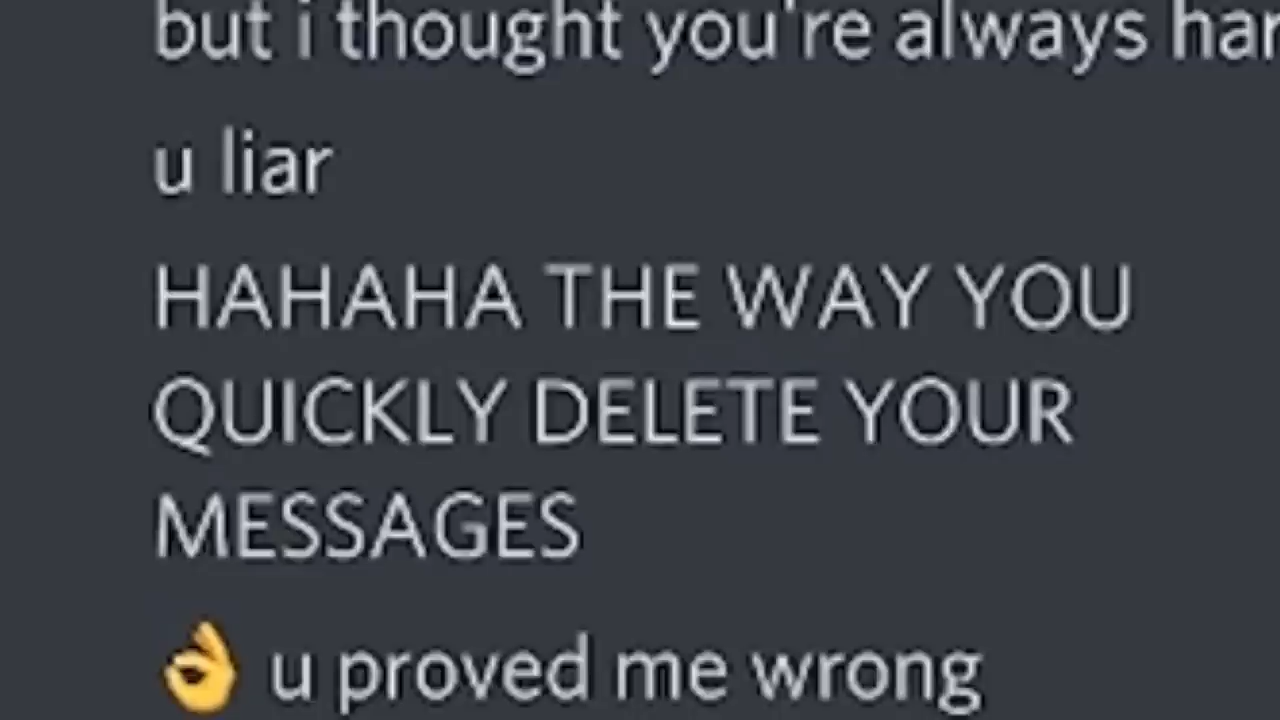 but i thought you're always
u liar
HAHAHA THE WAY YOU
QUICKLY DELETE YOUR
MESSAGES
👌 u proved me wrong